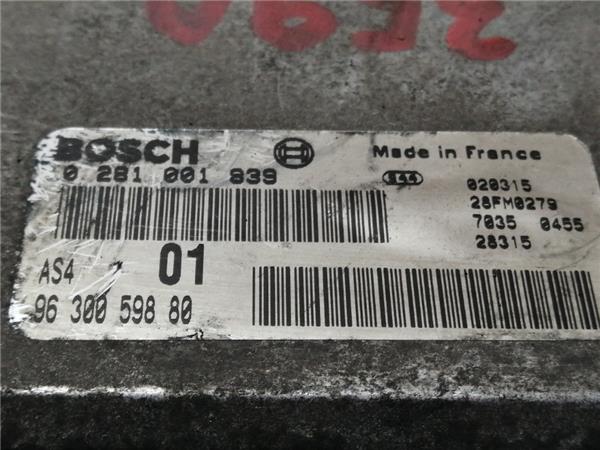 BOSCH
Made in France
0 281 001 839
020315
28FM0279
7035 0455
28315
AS4 01
96 300 598 80